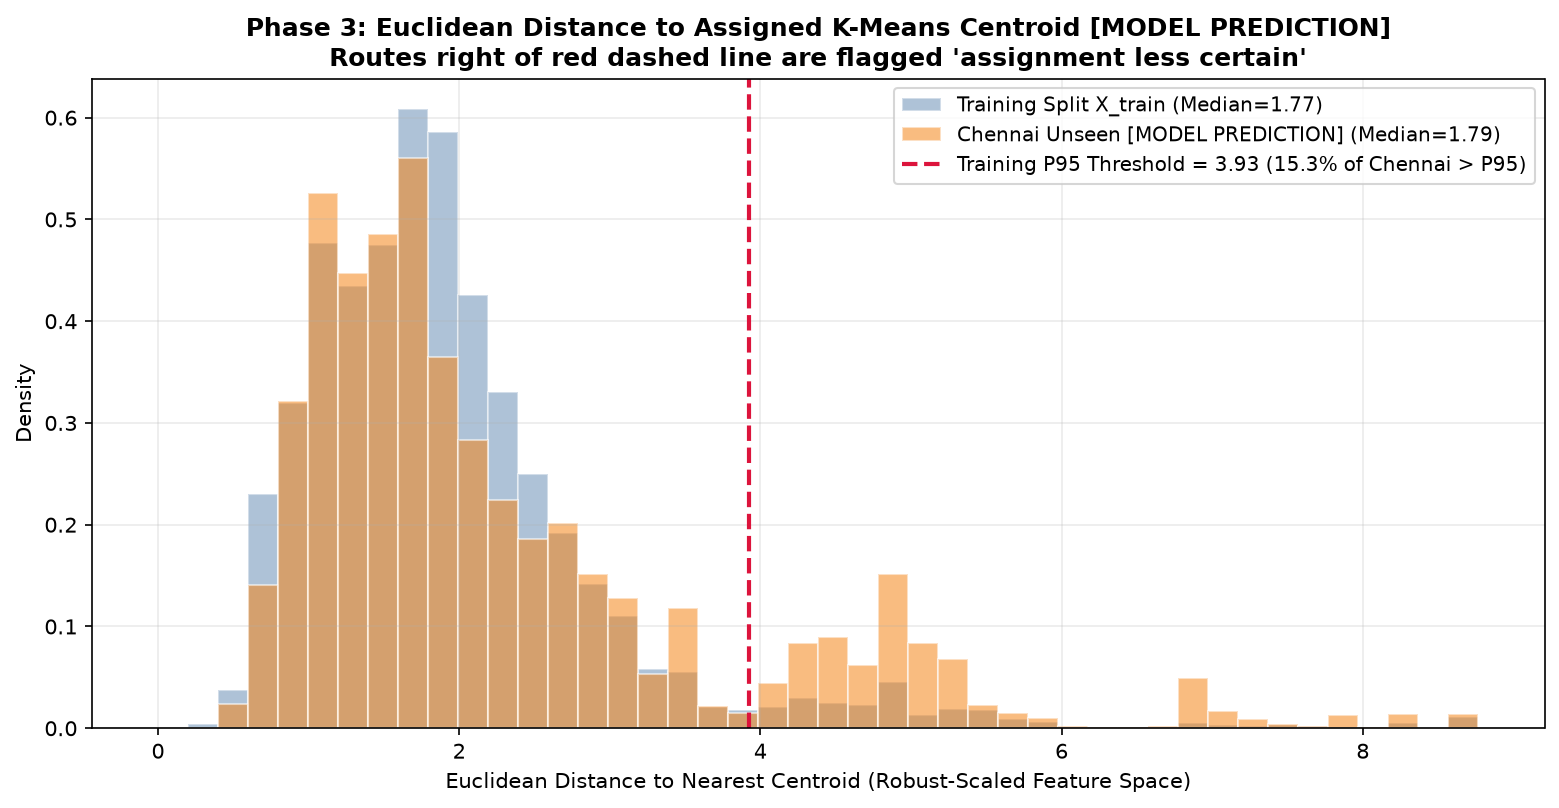 Phase 3: Euclidean Distance to Assigned K-Means Centroid [MODEL PREDICTION]
Routes right of red dashed line are flagged 'assignment less certain'
Training Split X_train (Median=1.77)
Chennai Unseen [MODEL PREDICTION] (Median=1.79)
Training P95 Threshold = 3.93 (15.3% of Chennai > P95)
Density
0.6
0.5
0.4
0.3
0.2
0.1
0.0
0 2 4 6 8
Euclidean Distance to Nearest Centroid (Robust-Scaled Feature Space)